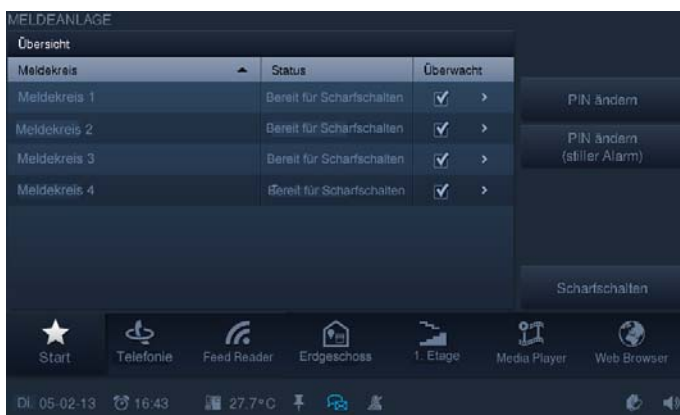 MELDEANLAGE
Übersicht
Meldekreis Status Überwacht
Meldekreis 1 Bereit für Scharfschalten
Meldekreis 2 Bereit für Scharfschalten
Meldekreis 3 Bereit für Scharfschalten
Meldekreis 4 Bereit für Scharfschalten
PIN ändern
PIN ändern
(stiller Alarm)
Scharfschalten
Start Telefonie Feed Reader Erdgeschoss 1. Etage Media Player Web Browser
Di. 05-02-13 16:43 27.7°C